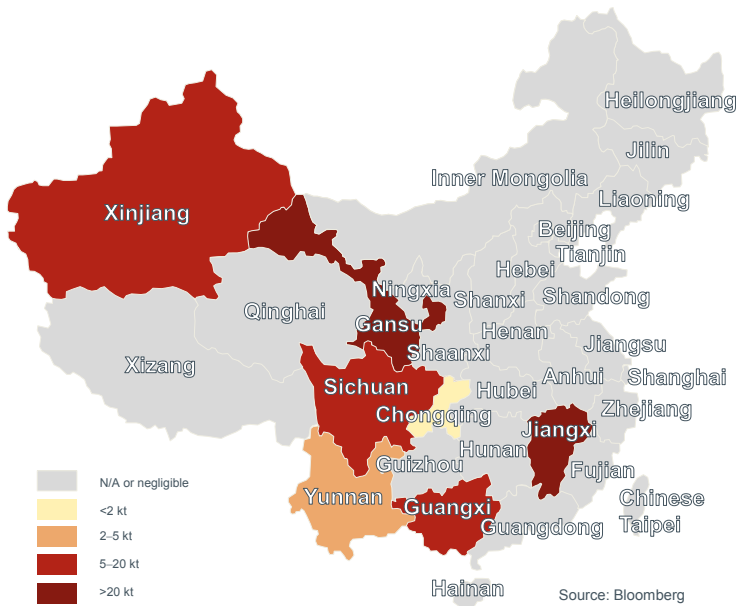 Heilongjiang
Jilin
Inner Mongolia
Liaoning
Xinjiang
Beijing
Tianjin
Hebei
Ningxia
Shanxi
Shandong
Qinghai
Gansu
Henan
Jiangsu
Shaanxi
Xizang
Anhui
Shanghai
Sichuan
Hubei
Zhejiang
Chongqing
Jiangxi
Hunan
Guizhou
Fujian
Yunnan
Guangxi
Chinese
Taipei
Guangdong
Hainan
N/A or negligible
<2 kt
2–5 kt
5–20 kt
>20 kt
Source: Bloomberg